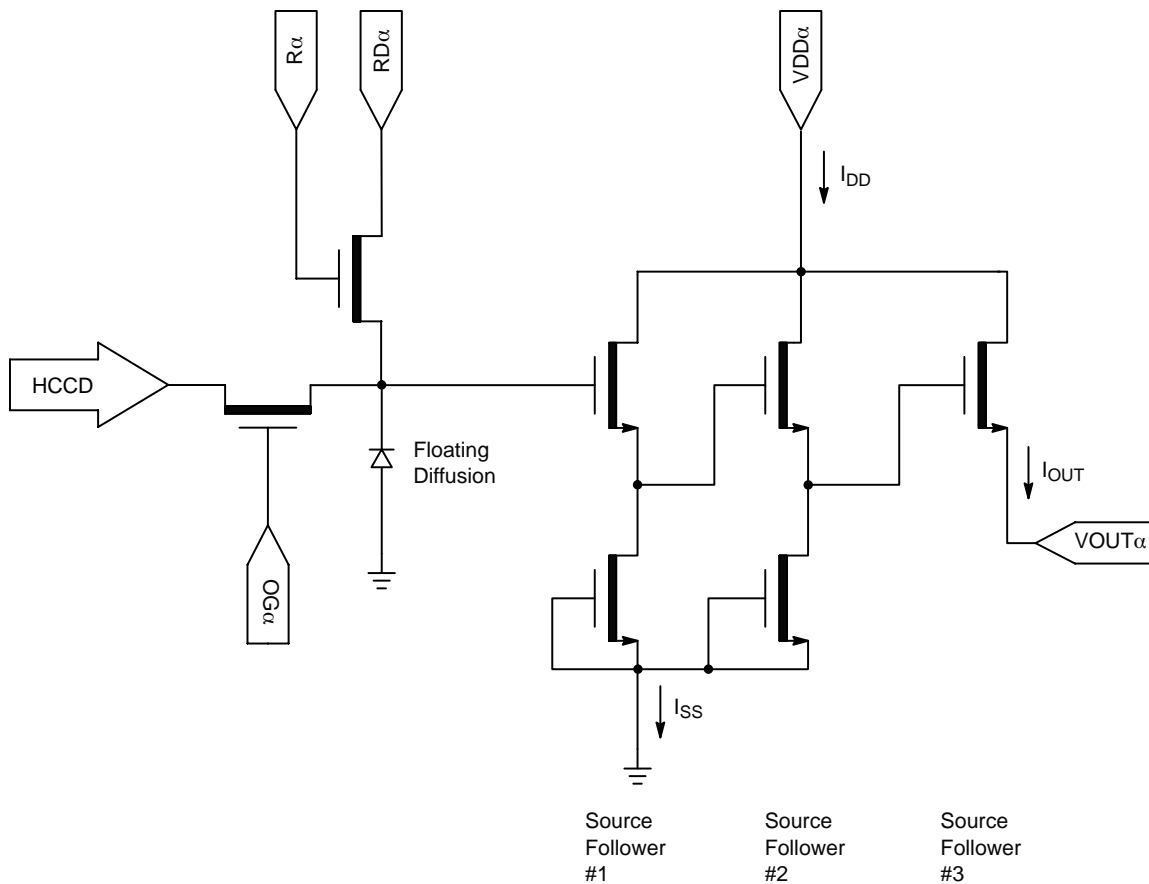 Rα
RDα
VDDα
IDD
HCCD
Floating
Diffusion
IOUT
VOUTα
OGα
ISS
Source
Follower
#1
Source
Follower
#2
Source
Follower
#3